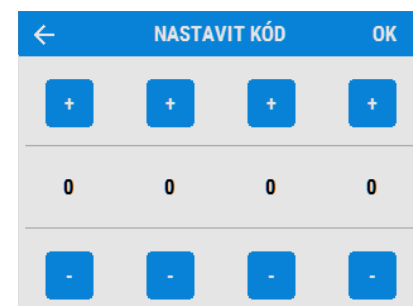 ← NASTAVIT KÓD OK
+ + + +
0 0 0 0
- - - -